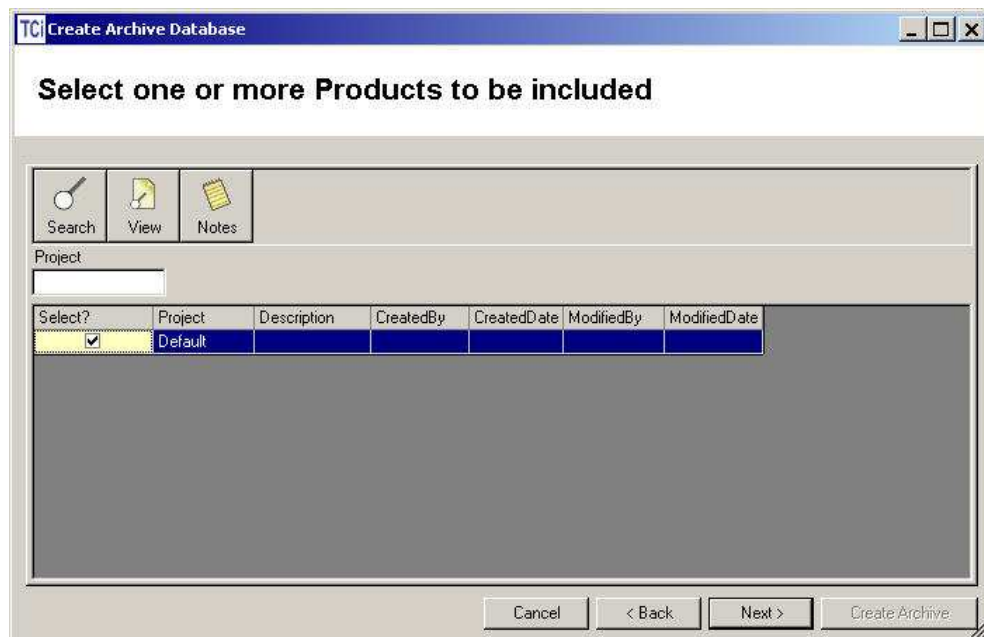 TCi Create Archive Database
Select one or more Products to be included
Search View Notes
Project
Select? Project Description CreatedBy CreatedDate ModifiedBy ModifiedDate
Default
Cancel < Back Next > Create Archive